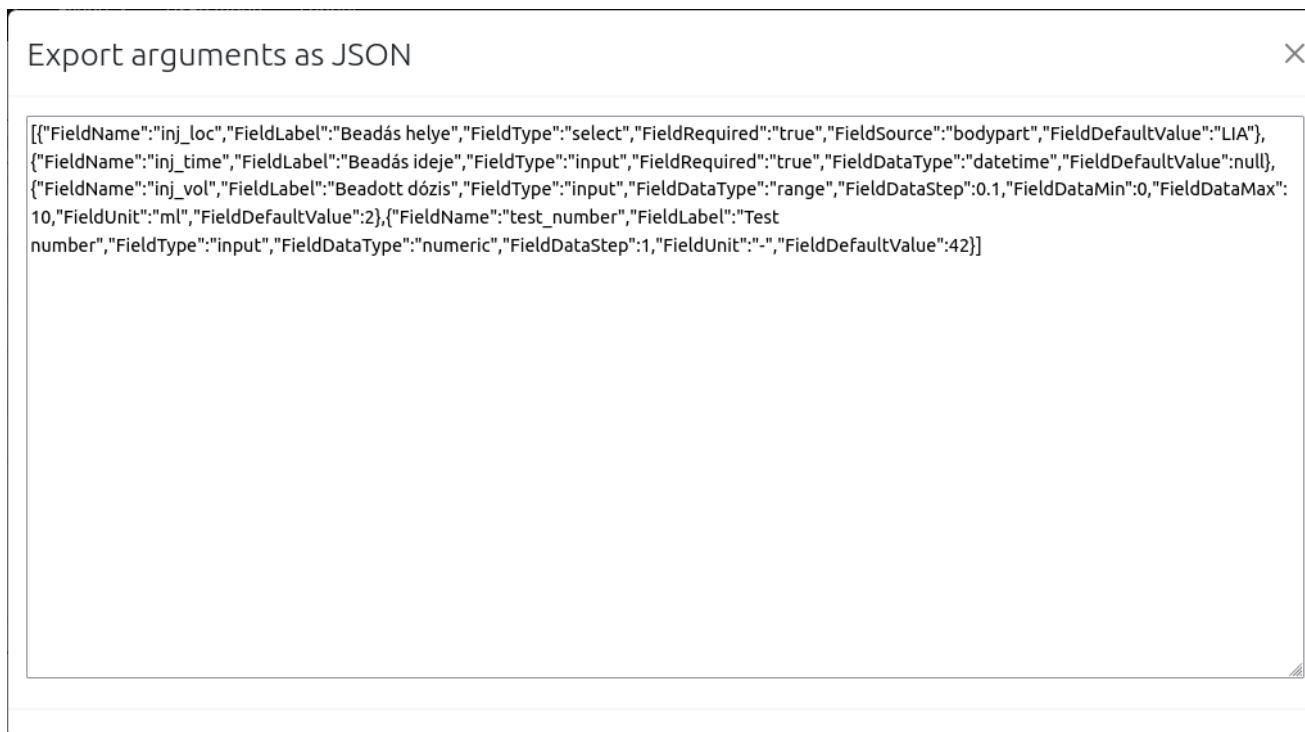 Export arguments as JSON
[{"FieldName":"inj_loc","FieldLabel":"Beadás helye","FieldType":"select","FieldRequired":"true","FieldSource":"bodypart","FieldDefaultValue":"LIA"},
{"FieldName":"inj_time","FieldLabel":"Beadás ideje","FieldType":"input","FieldRequired":"true","FieldDataType":"datetime","FieldDefaultValue":null},
{"FieldName":"inj_vol","FieldLabel":"Beadott dózis","FieldType":"input","FieldDataType":"range","FieldDataStep":0.1,"FieldDataMin":0,"FieldDataMax":
10,"FieldUnit":"ml","FieldDefaultValue":2},{"FieldName":"test_number","FieldLabel":"Test
number","FieldType":"input","FieldDataType":"numeric","FieldDataStep":1,"FieldUnit":"-","FieldDefaultValue":42}]